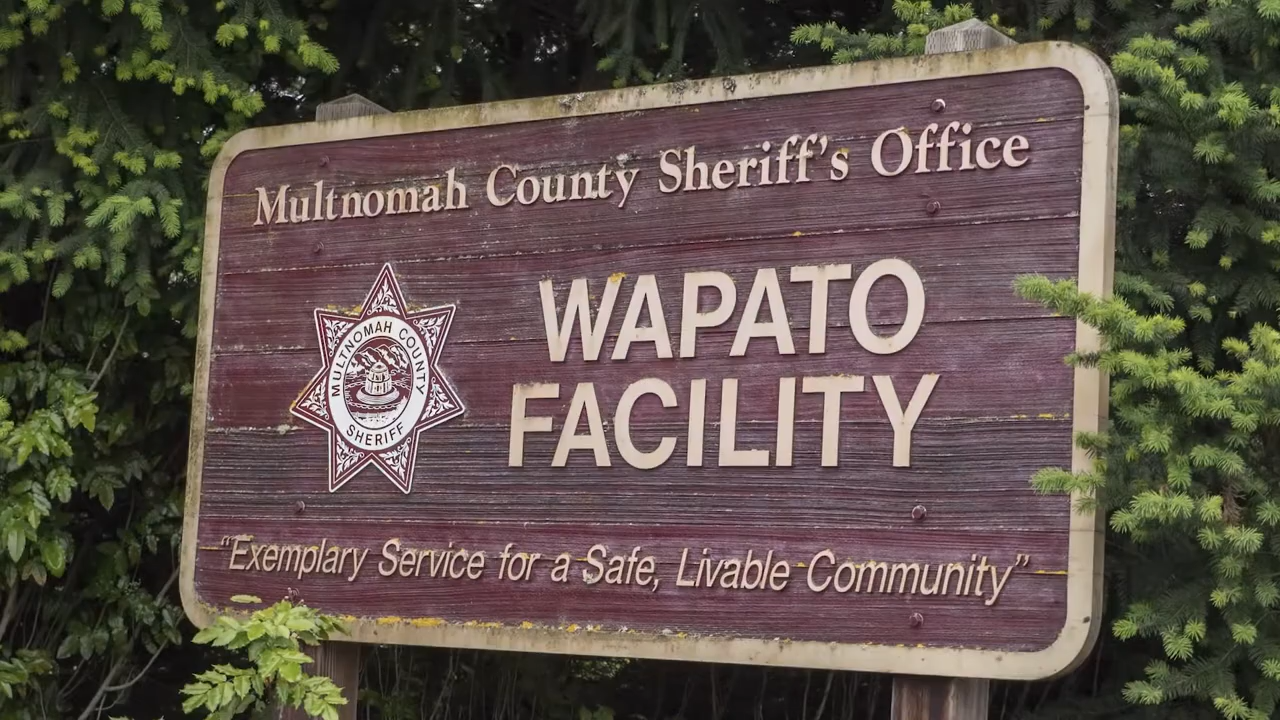 Multnomah County Sheriff's Office
WAPATO
FACILITY
MULTNOMAH COUNTY
SHERIFF
"Exemplary Service for a Safe, Livable Community"